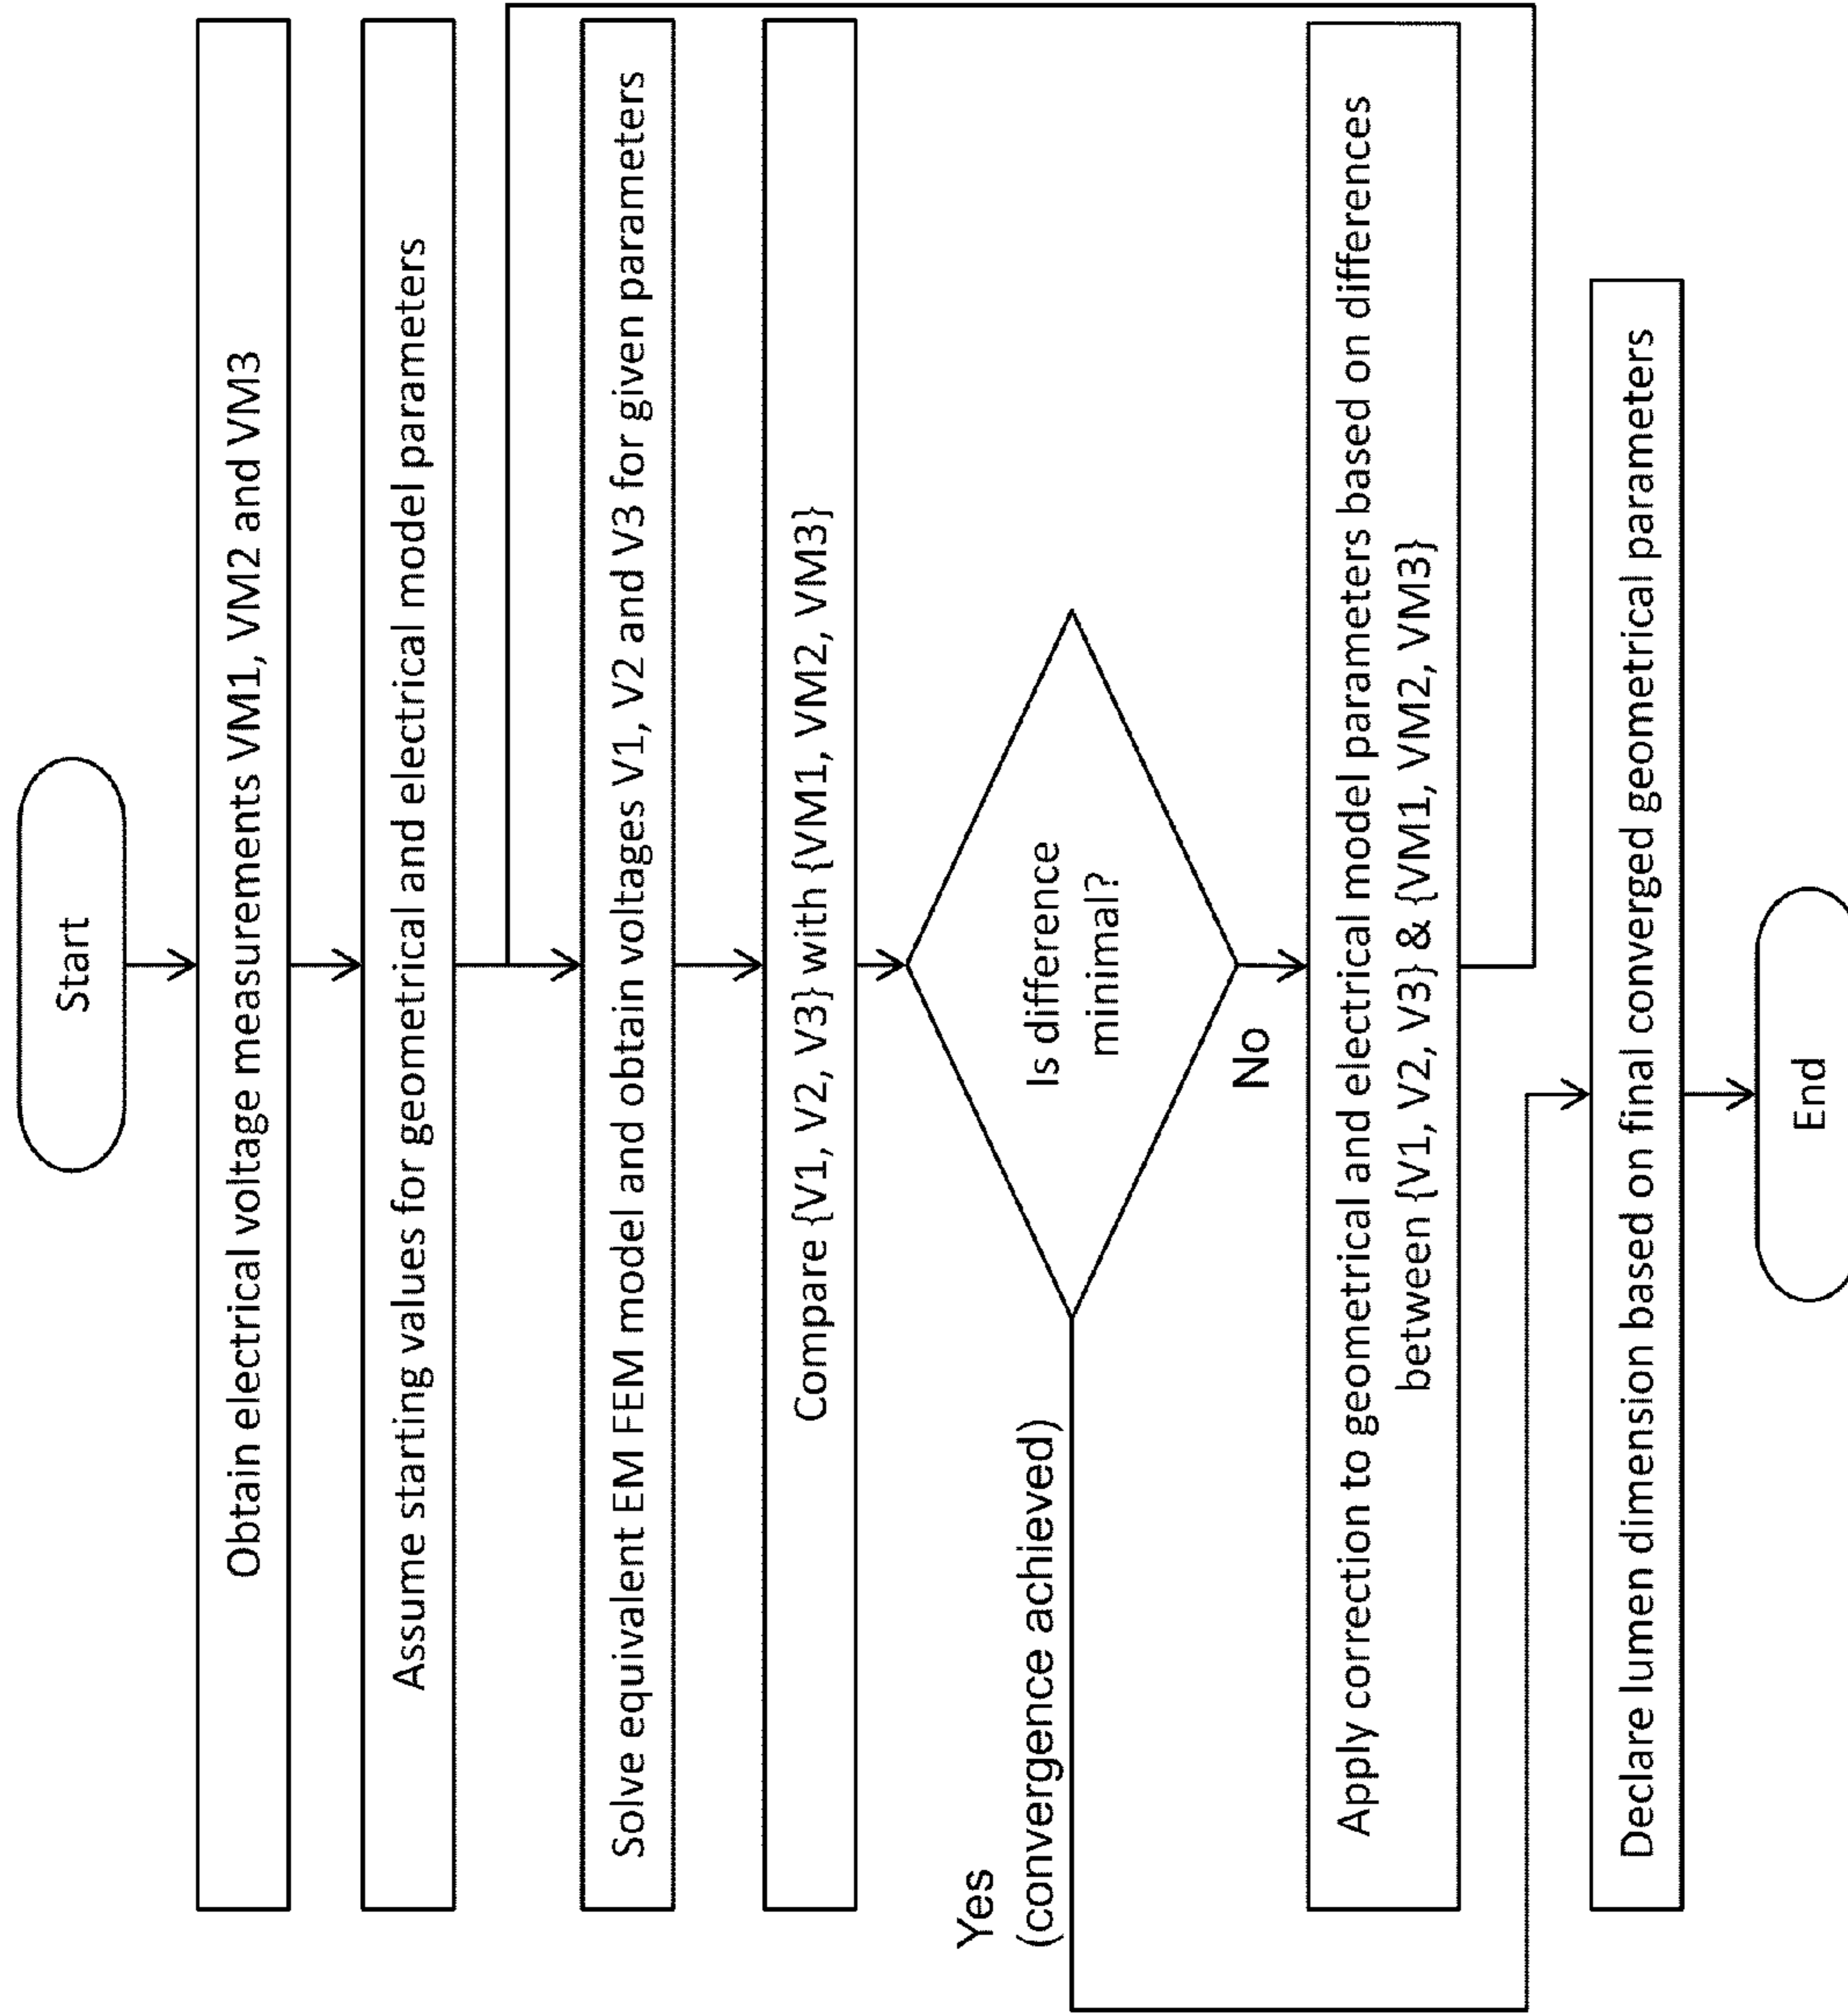 Start
Obtain electrical voltage measurements VM1, VM2 and VM3
Assume starting values for geometrical and electrical model parameters
Solve equivalent EM FEM model and obtain voltages V1, V2 and V3 for given parameters
Compare {V1, V2, V3} with {VM1, VM2, VM3}
Is difference
minimal?
Yes
(convergence achieved)
No
Apply correction to geometrical and electrical model parameters based on differences
between {V1, V2, V3} & {VM1, VM2, VM3}
Declare lumen dimension based on final converged geometrical parameters
End